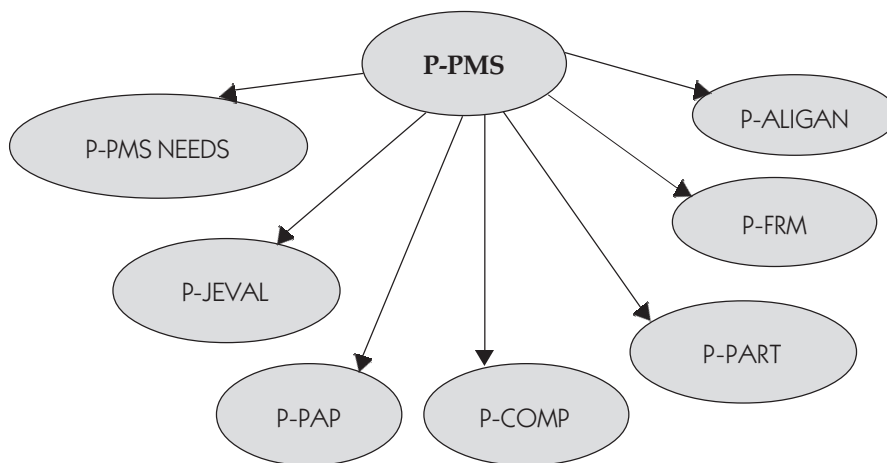 P-PMS
P-ALIGAN
P-PMS NEEDS
P-FRM
P-JEVAL
P-PART
P-PAP
P-COMP